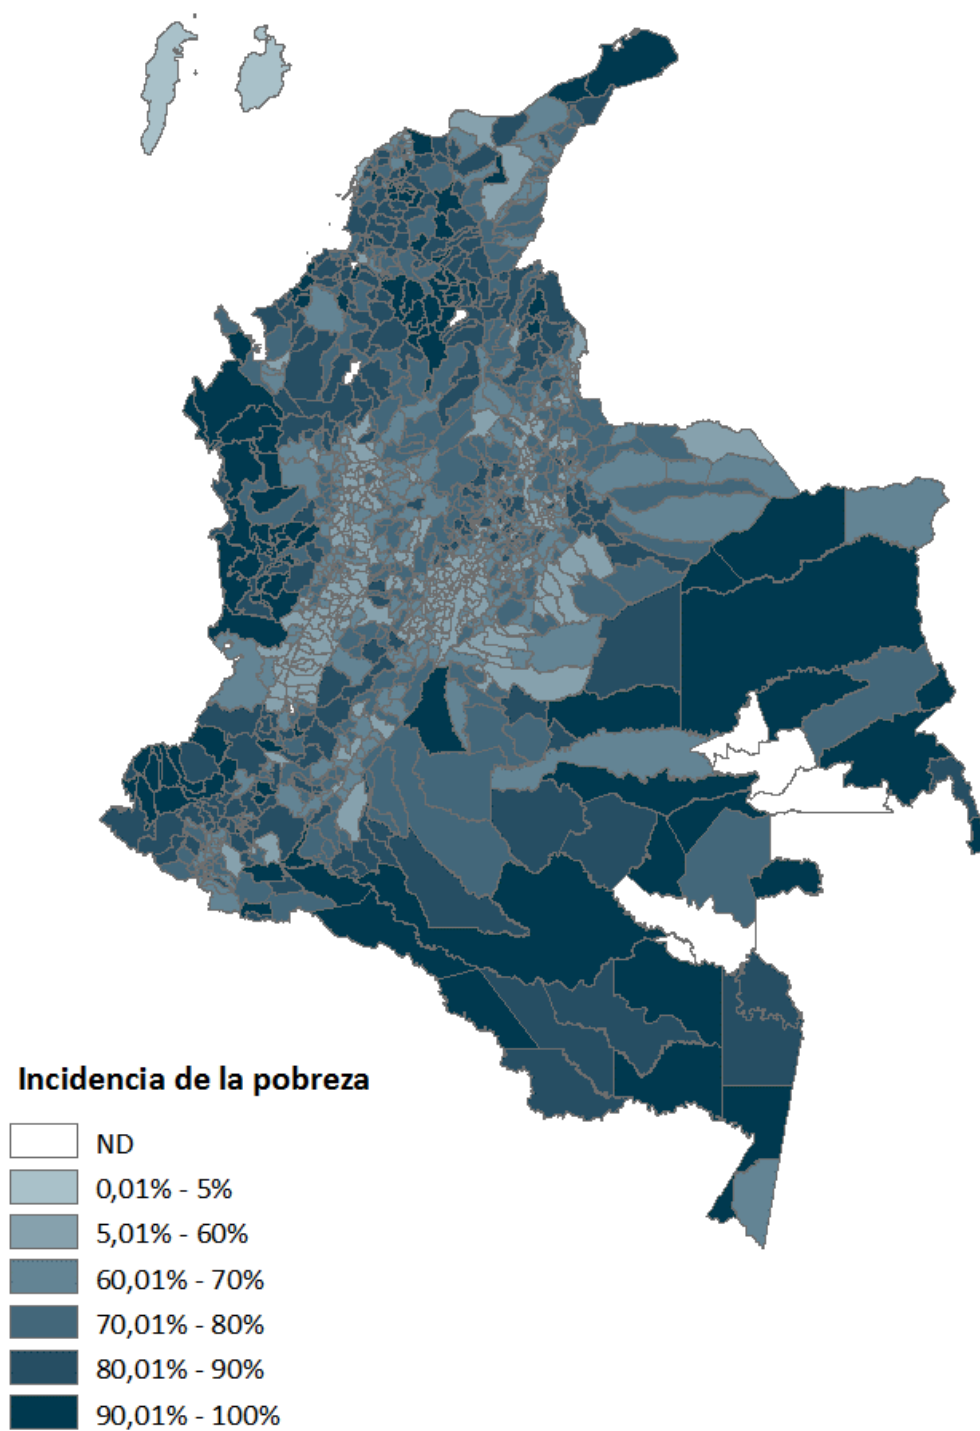 Incidencia de la pobreza
ND
0,01% - 5%
5,01% - 60%
60,01% - 70%
70,01% - 80%
80,01% - 90%
90,01% - 100%